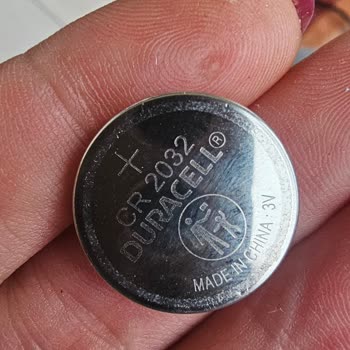 +
CR 2032
DURACELL®
MADE IN CHINA · 3V